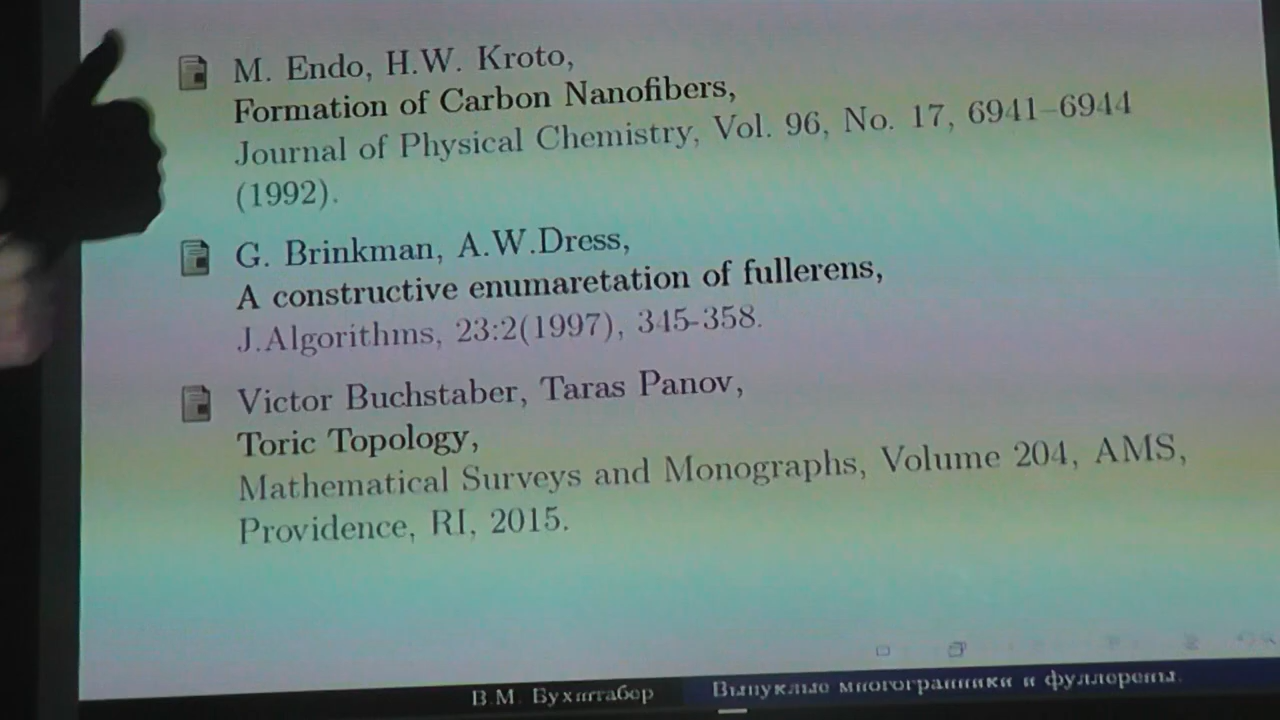 M. Endo, H.W. Kroto,
Formation of Carbon Nanofibers,
Journal of Physical Chemistry, Vol. 96, No. 17, 6941–6944
(1992).
G. Brinkman, A.W.Dress,
A constructive enumaretation of fullerens,
J.Algorithms, 23:2(1997), 345-358.
Victor Buchstaber, Taras Panov,
Toric Topology,
Mathematical Surveys and Monographs, Volume 204, AMS,
Providence, RI, 2015.
В.М. Бухштабер Выпуклые многогранники и фуллерены.